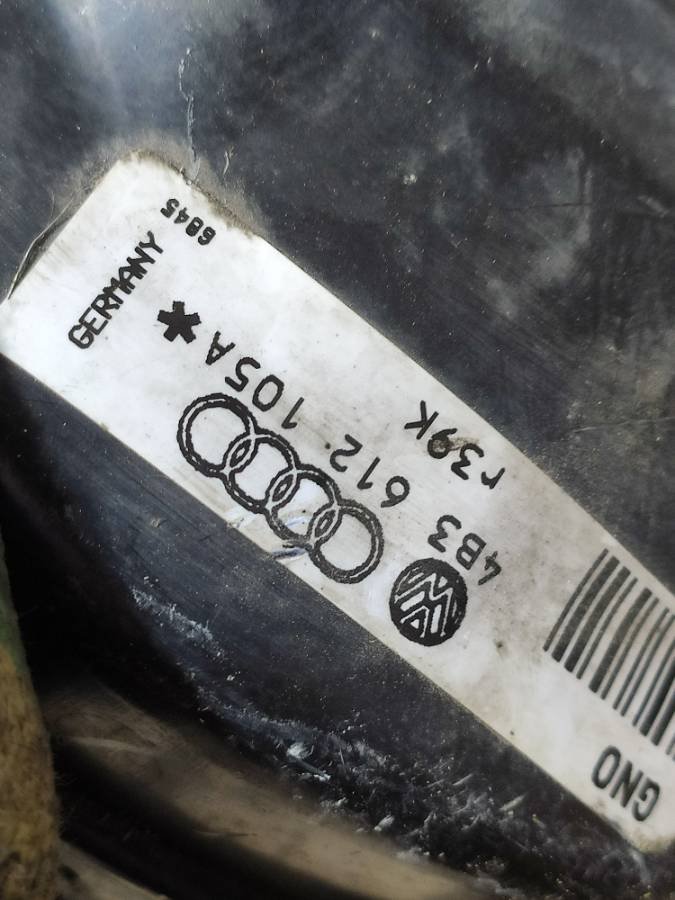 GNO
4B3 612 105A*
r39K
GERMANY
6845